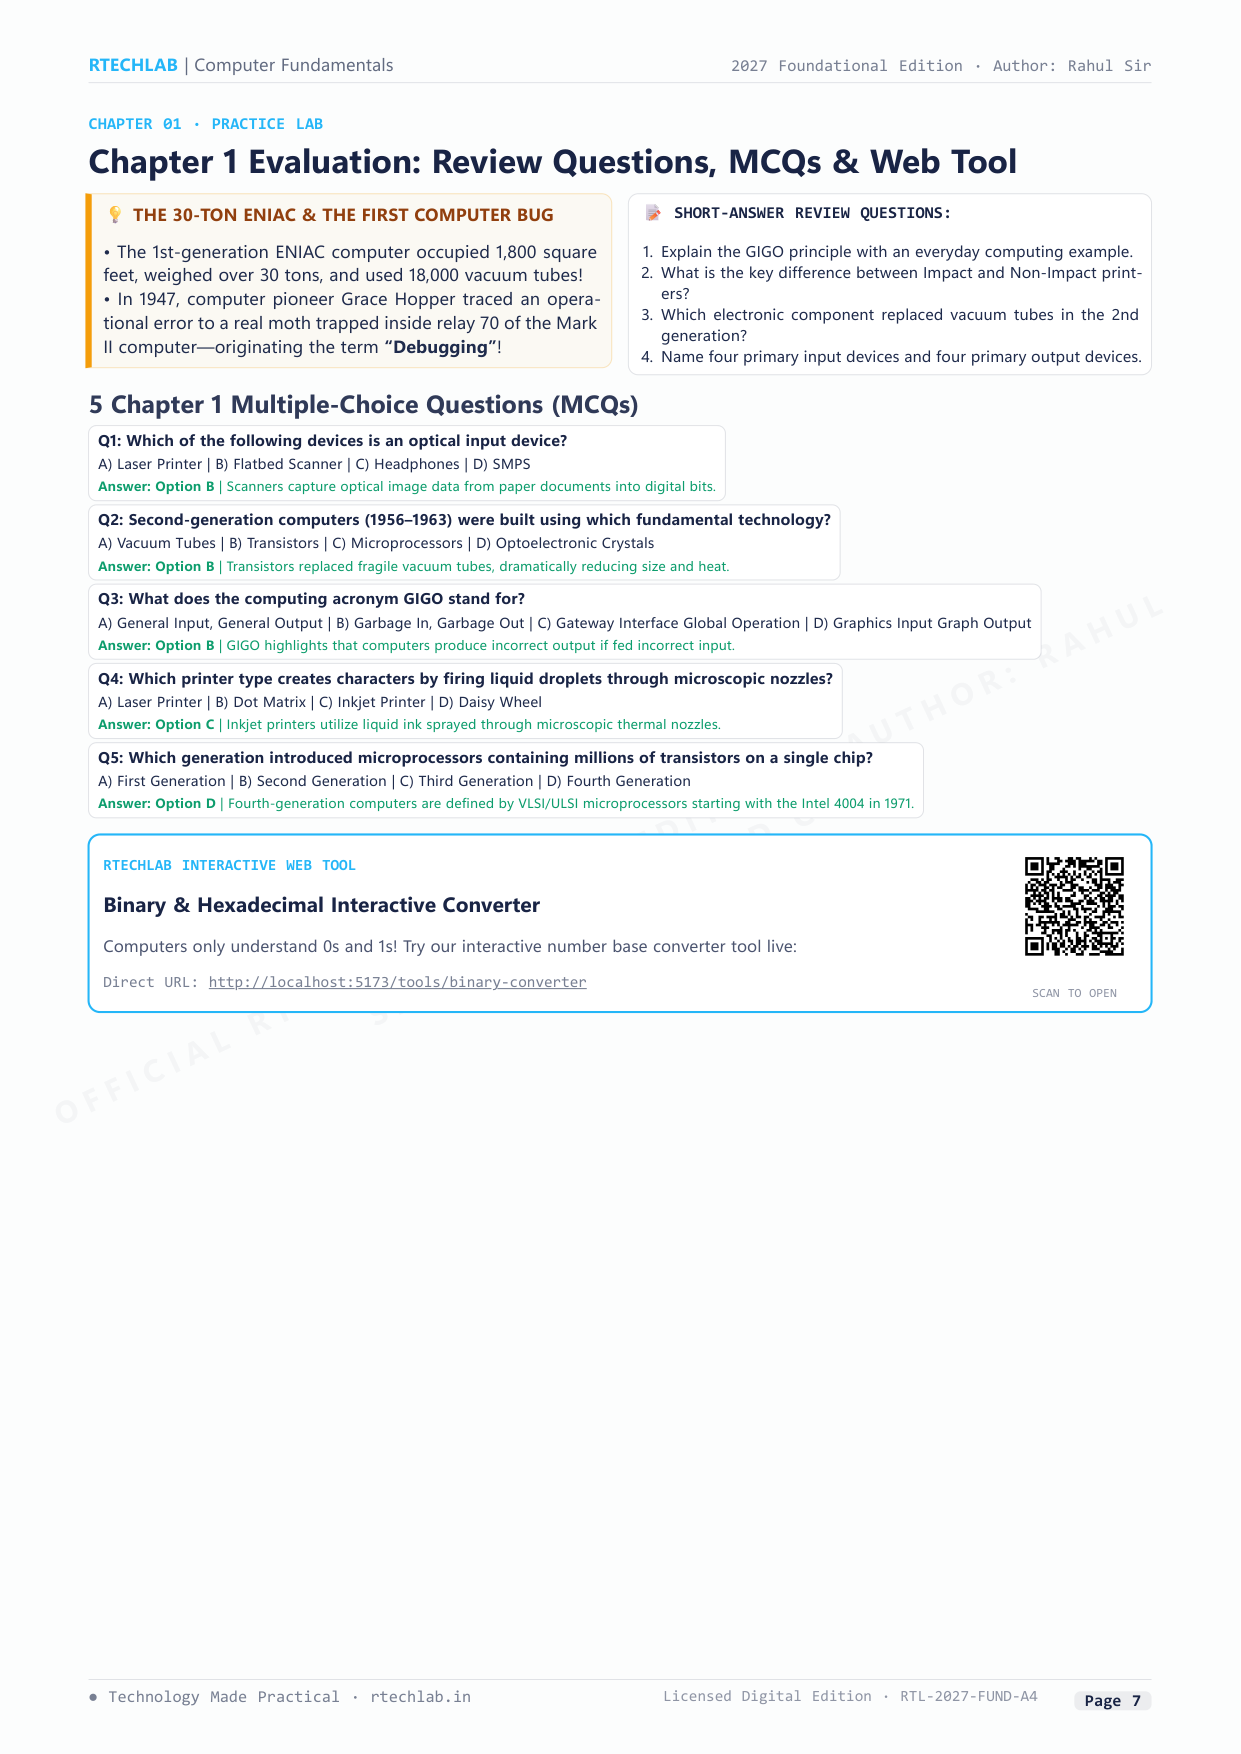 RTECHLAB | Computer Fundamentals
2027 Foundational Edition · Author: Rahul Sir
CHAPTER 01 · PRACTICE LAB
Chapter 1 Evaluation: Review Questions, MCQs & Web Tool
💡 THE 30-TON ENIAC & THE FIRST COMPUTER BUG
• The 1st-generation ENIAC computer occupied 1,800 square
feet, weighed over 30 tons, and used 18,000 vacuum tubes!
• In 1947, computer pioneer Grace Hopper traced an opera-
tional error to a real moth trapped inside relay 70 of the Mark
II computer—originating the term “Debugging”!
📝 SHORT-ANSWER REVIEW QUESTIONS:
1. Explain the GIGO principle with an everyday computing example.
2. What is the key difference between Impact and Non-Impact print-
ers?
3. Which electronic component replaced vacuum tubes in the 2nd
generation?
4. Name four primary input devices and four primary output devices.
5 Chapter 1 Multiple-Choice Questions (MCQs)
Q1: Which of the following devices is an optical input device?
A) Laser Printer | B) Flatbed Scanner | C) Headphones | D) SMPS
Answer: Option B | Scanners capture optical image data from paper documents into digital bits.
Q2: Second-generation computers (1956–1963) were built using which fundamental technology?
A) Vacuum Tubes | B) Transistors | C) Microprocessors | D) Optoelectronic Crystals
Answer: Option B | Transistors replaced fragile vacuum tubes, dramatically reducing size and heat.
Q3: What does the computing acronym GIGO stand for?
A) General Input, General Output | B) Garbage In, Garbage Out | C) Gateway Interface Global Operation | D) Graphics Input Graph Output
Answer: Option B | GIGO highlights that computers produce incorrect output if fed incorrect input.
Q4: Which printer type creates characters by firing liquid droplets through microscopic nozzles?
A) Laser Printer | B) Dot Matrix | C) Inkjet Printer | D) Daisy Wheel
Answer: Option C | Inkjet printers utilize liquid ink sprayed through microscopic thermal nozzles.
Q5: Which generation introduced microprocessors containing millions of transistors on a single chip?
A) First Generation | B) Second Generation | C) Third Generation | D) Fourth Generation
Answer: Option D | Fourth-generation computers are defined by VLSI/ULSI microprocessors starting with the Intel 4004 in 1971.
RTECHLAB INTERACTIVE WEB TOOL
Binary & Hexadecimal Interactive Converter
Computers only understand 0s and 1s! Try our interactive number base converter tool live:
Direct URL: http://localhost:5173/tools/binary-converter
SCAN TO OPEN
OFFICIAL
AUTHOR: RAHUL
● Technology Made Practical · rtechlab.in
Licensed Digital Edition · RTL-2027-FUND-A4
Page 7